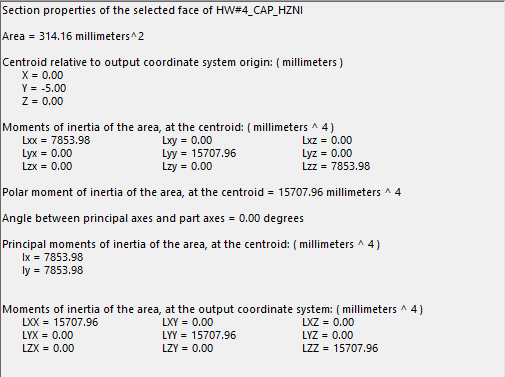 Section properties of the selected face of HW#4_CAP_HZNI
Area = 314.16 millimeters^2
Centroid relative to output coordinate system origin: ( millimeters )
X = 0.00
Y = -5.00
Z = 0.00
Moments of inertia of the area, at the centroid: ( millimeters ^ 4 )
Lxx = 7853.98 Lxy = 0.00 Lxz = 0.00
Lyx = 0.00 Lyy = 15707.96 Lyz = 0.00
Lzx = 0.00 Lzy = 0.00 Lzz = 7853.98
Polar moment of inertia of the area, at the centroid = 15707.96 millimeters ^ 4
Angle between principal axes and part axes = 0.00 degrees
Principal moments of inertia of the area, at the centroid: ( millimeters ^ 4 )
Ix = 7853.98
Iy = 7853.98
Moments of inertia of the area, at the output coordinate system: ( millimeters ^ 4 )
LXX = 15707.96 LXY = 0.00 LXZ = 0.00
LYX = 0.00 LYY = 15707.96 LYZ = 0.00
LZX = 0.00 LZY = 0.00 LZZ = 15707.96